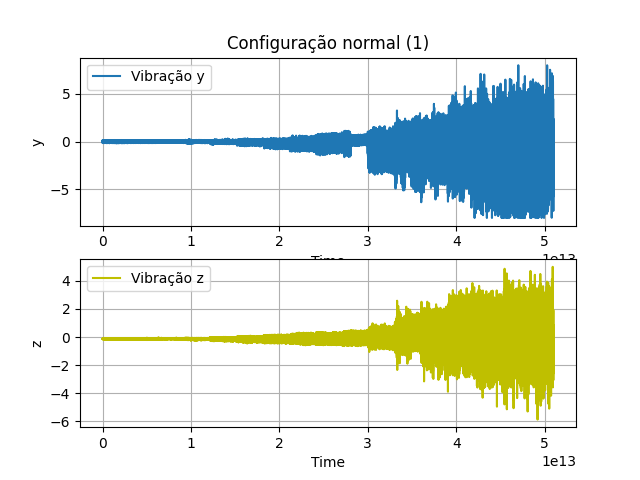 Configuração normal (1)
Vibração y
y
5
0
−5
0 1 2 3 4 5
Time 1e13
Vibração z
z
4
2
0
−2
−4
−6
0 1 2 3 4 5
Time 1e13